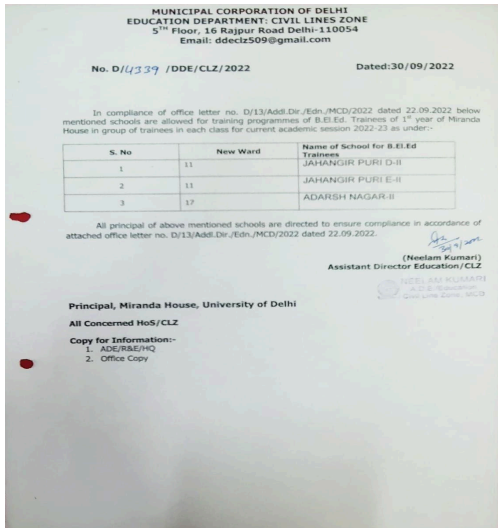 MUNICIPAL CORPORATION OF DELHI
EDUCATION DEPARTMENT: CIVIL LINES ZONE
5TH Floor, 16 Rajpur Road Delhi-110054
Email: ddeclz509@gmail.com
No. D/4339 /DDE/CLZ/2022 Dated:30/09/2022
In compliance of office letter no. D/13/Addl.Dir./Edn./MCD/2022 dated 22.09.2022 below
mentioned schools are allowed for training programmes of B.El.Ed. Trainees of 1st year of Miranda
House in group of trainees in each class for current academic session 2022-23 as under:-
S. No New Ward Name of School for B.El.Ed
Trainees
1 11 JAHANGIR PURI D-II
2 11 JAHANGIR PURI E-II
3 17 ADARSH NAGAR-II
All principal of above mentioned schools are directed to ensure compliance in accordance of
attached office letter no. D/13/Addl.Dir./Edn./MCD/2022 dated 22.09.2022.
(Neelam Kumari)
Assistant Director Education/CLZ
NEELAM KUMARI
A.D.E. Education
Civil Line Zone, MCD
Principal, Miranda House, University of Delhi
All Concerned HoS/CLZ
Copy for Information:-
1. ADE/R&E/HQ
2. Office Copy